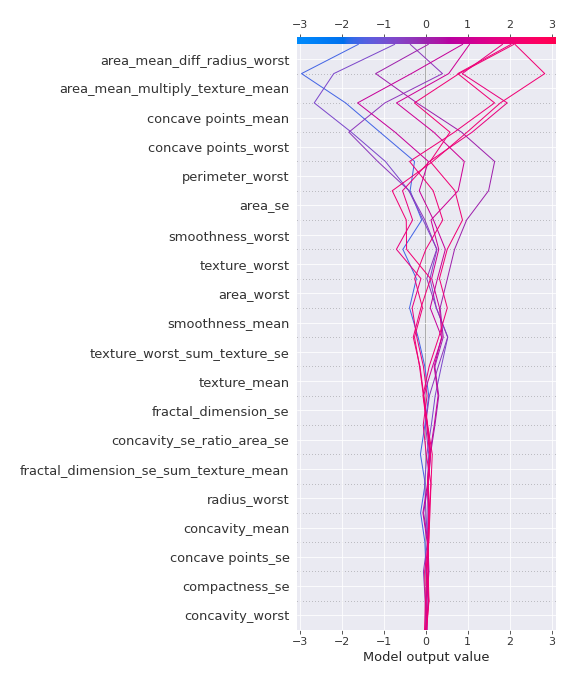 −3 −2 −1 0 1 2 3
area_mean_diff_radius_worst
area_mean_multiply_texture_mean
concave points_mean
concave points_worst
perimeter_worst
area_se
smoothness_worst
texture_worst
area_worst
smoothness_mean
texture_worst_sum_texture_se
texture_mean
fractal_dimension_se
concavity_se_ratio_area_se
fractal_dimension_se_sum_texture_mean
radius_worst
concavity_mean
concave points_se
compactness_se
concavity_worst
−3 −2 −1 0 1 2 3
Model output value